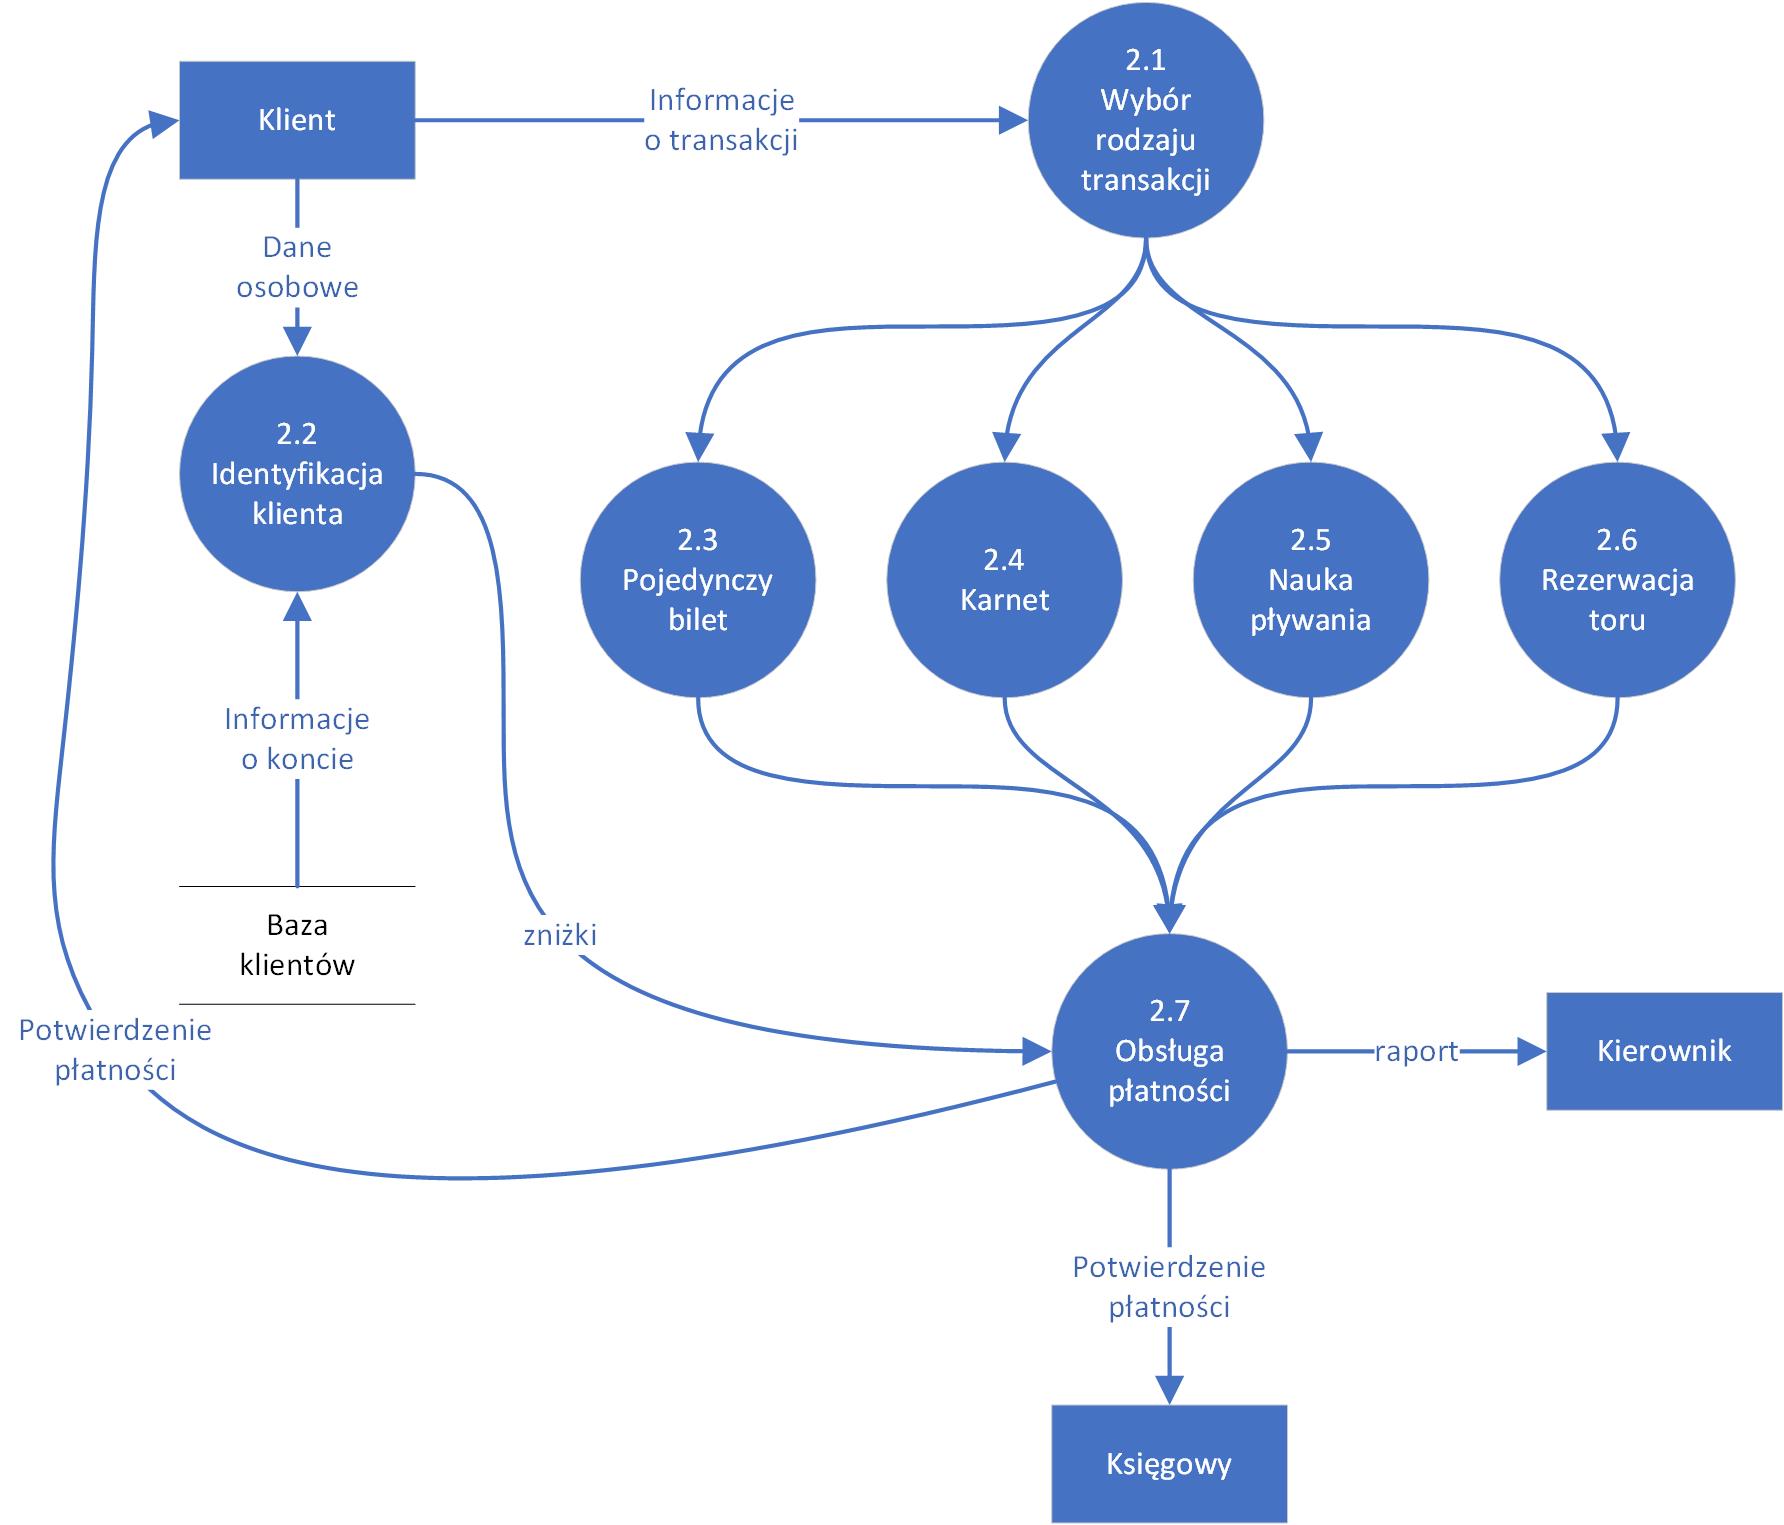 Klient
Informacje
o transakcji
2.1
Wybór
rodzaju
transakcji
Dane
osobowe
2.2
Identyfikacja
klienta
2.3
Pojedynczy
bilet
2.4
Karnet
2.5
Nauka
pływania
2.6
Rezerwacja
toru
Informacje
o koncie
Baza
klientów
zniżki
Potwierdzenie
płatności
2.7
Obsługa
płatności
raport
Kierownik
Potwierdzenie
płatności
Księgowy